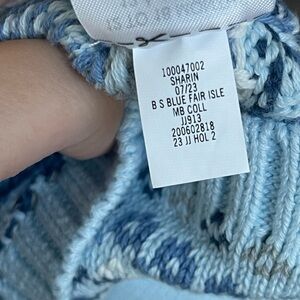 100047002
SHARIN
07/23
B S BLUE FAIR ISLE
MB COLL
JJ913
200602818
23 JJ HOL 2